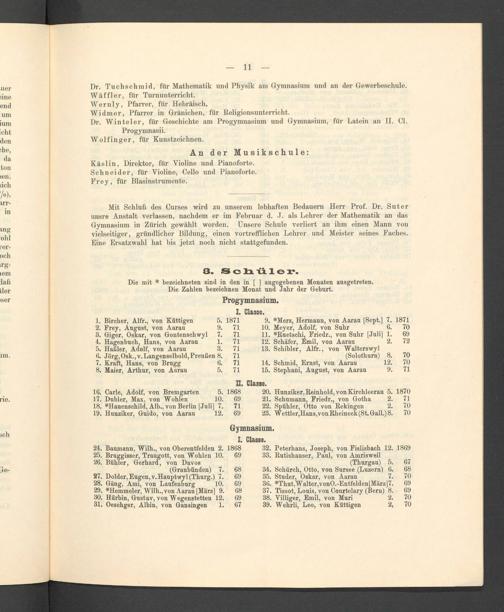 — 11 —
Dr. Tuchschmid, für Mathematik und Physik am Gymnasium und an der Gewerbeschule.
Wäffler, für Turnunterricht.
Wernly, Pfarrer, für Hebräisch.
Widmer, Pfarrer in Gränichen, für Religionsunterricht.
Dr. Winteler, für Geschichte am Progymnasium und Gymnasium, für Latein an II. Cl.
Progymnasii.
Wolfinger, für Kunstzeichnen.
An der Musikschule:
Käslin, Direktor, für Violine und Pianoforte.
Schneider, für Violine, Cello und Pianoforte.
Frey, für Blasinstrumente.
Mit Schluß des Curses wird zu unserem lebhaften Bedauern Herr Prof. Dr. Suter
unsre Anstalt verlassen, nachdem er im Februar d. J. als Lehrer der Mathematik an das
Gymnasium in Zürich gewählt worden. Unsere Schule verliert an ihm einen Mann von
vielseitiger, gründlicher Bildung, einen vortrefflichen Lehrer und Meister seines Faches.
Eine Ersatzwahl hat bis jetzt noch nicht stattgefunden.
3. Schüler.
Die mit * bezeichneten sind in den in [ ] angegebenen Monaten ausgetreten.
Die Zahlen bezeichnen Monat und Jahr der Geburt.
Progymnasium.
I. Classe.
1. Bircher, Alfr., von Küttigen 5. 1871
2. Frey, August, von Aarau 9. 71
3. Giger, Oskar, von Gontenschwyl 7. 71
4. Hagenbuch, Hans, von Aarau 1. 71
5. Haßler, Adolf, von Aarau 3. 71
6. Jörg, Osk., v. Langenselbold, Preußen 8. 71
7. Kraft, Hans, von Brugg 6. 71
8. Maier, Arthur, von Aarau 5. 71
9. *Merz, Hermann, von Aarau [Sept.] 7. 1871
10. Meyer, Adolf, von Suhr 6. 70
11. *Ruetschi, Friedr., von Suhr [Juli] 1. 69
12. Schäfer, Emil, von Aarau 2. 72
13. Schibler, Alfr., von Walterswyl
(Solothurn) 8. 70
14. Schmid, Ernst, von Aarau 12. 70
15. Stephani, August, von Aarau 9. 71
II. Classe.
16. Carle, Adolf, von Bremgarten 5. 1868
17. Dubler, Max, von Wohlen 10. 69
18. *Hauenschild, Alb., von Berlin [Juli] 7. 71
19. Hunziker, Guido, von Aarau 12. 69
20. Hunziker, Reinhold, von Kirchleerau 5. 1870
21. Schumann, Friedr., von Gotha 2. 71
22. Spühler, Otto von Rekingen 2. 70
23. Wettler, Hans, von Rheineck (St. Gall.) 8. 70
Gymnasium.
I. Classe.
24. Baumann, Wilh., von Oberentfelden 2. 1868
25. Bruggisser, Traugott, von Wohlen 10. 69
26. Bühler, Gerhard, von Davos
(Graubünden) 7. 68
27. Dolder, Eugen, v. Hauptwyl (Thurg.) 7. 69
28. Gäng, Ami, von Laufenburg 10. 69
29. *Hemmeler, Wilh., von Aarau [März] 9. 68
30. Hürbin, Gustav, von Wegenstetten 12. 69
31. Oeschger, Albin, von Gansingen 1. 67
32. Peterhans, Joseph, von Fislisbach 12. 1869
33. Rutishauser, Paul, von Amrisweil
(Thurgau) 5. 67
34. Schürch, Otto, von Sursee (Luzern) 6. 68
35. Studer, Oskar, von Aarau 7. 70
36. *Thut, Walter, von O.-Entfelden [März] 7. 69
37. Tissot, Louis, von Courtelary (Bern) 8. 69
38. Villiger, Emil, von Muri 2. 70
39. Wehrli, Leo, von Küttigen 2. 70